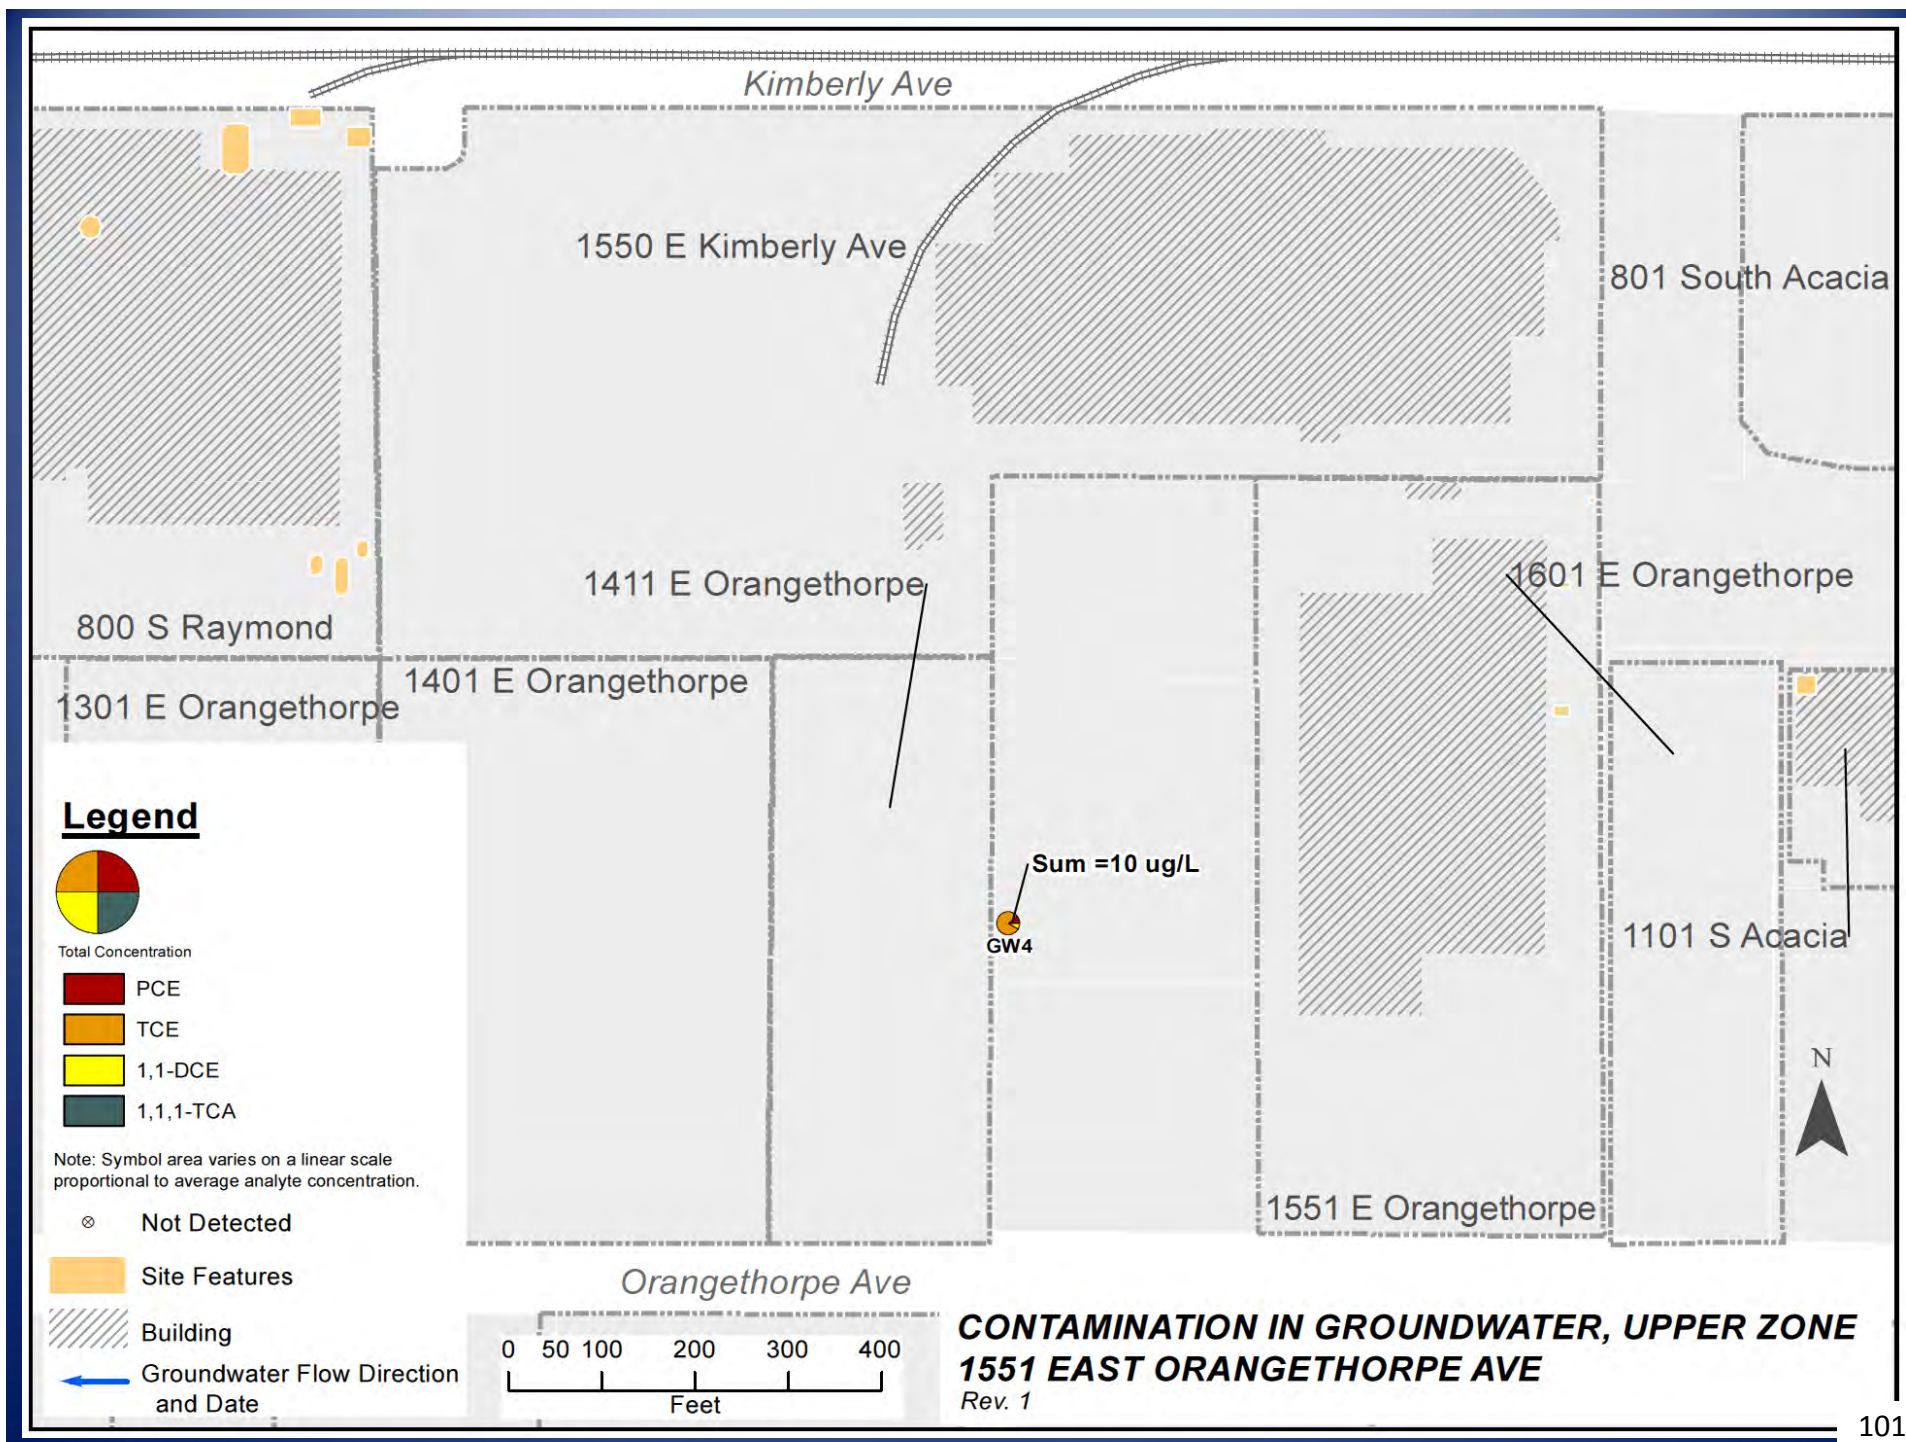 Kimberly Ave
1550 E Kimberly Ave
801 South Acacia
1411 E Orangethorpe
1601 E Orangethorpe
800 S Raymond
1401 E Orangethorpe
1301 E Orangethorpe
Legend
Total Concentration
PCE
TCE
1,1-DCE
1,1,1-TCA
Note: Symbol area varies on a linear scale
proportional to average analyte concentration.
Not Detected
Site Features
Building
Groundwater Flow Direction
and Date
Sum =10 ug/L
GW4
1101 S Acacia
N
1551 E Orangethorpe
Orangethorpe Ave
0 50 100 200 300 400
Feet
CONTAMINATION IN GROUNDWATER, UPPER ZONE
1551 EAST ORANGETHORPE AVE
Rev. 1
101